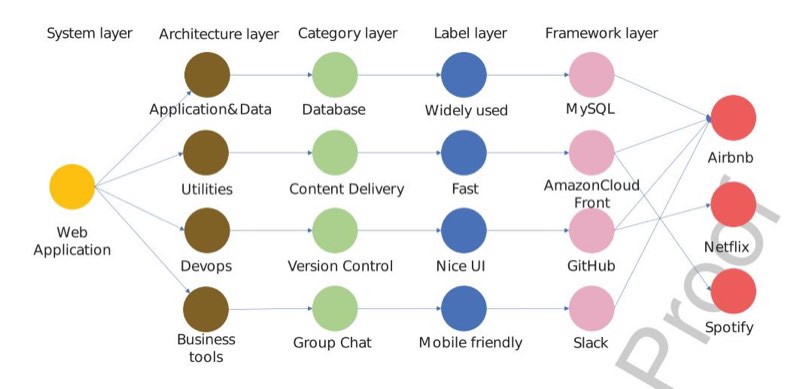 System layer
Architecture layer
Category layer
Label layer
Framework layer
Application&Data
Database
Widely used
MySQL
Airbnb
Utilities
Content Delivery
Fast
AmazonCloud
Front
Web
Application
Devops
Version Control
Nice UI
GitHub
Netflix
Business
tools
Group Chat
Mobile friendly
Slack
Spotify
Proof